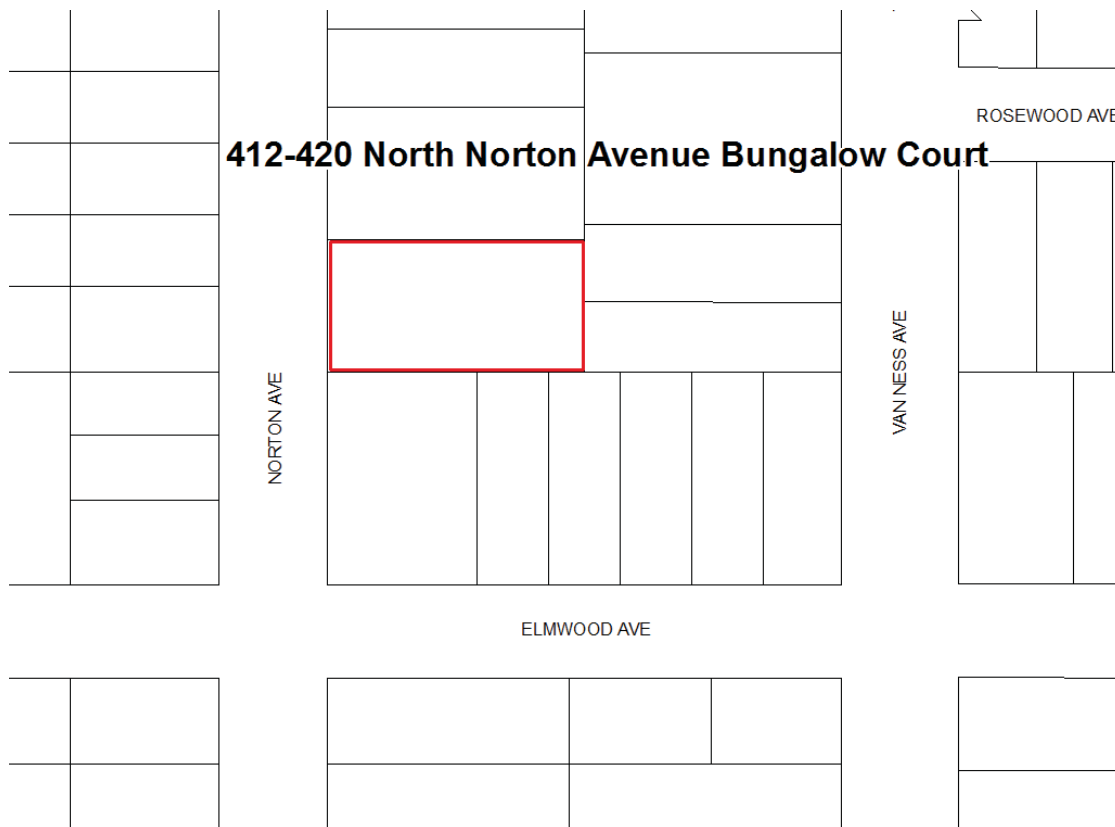 ROSEWOOD AVE
412-420 North Norton Avenue Bungalow Court
VAN NESS AVE
NORTON AVE
ELMWOOD AVE